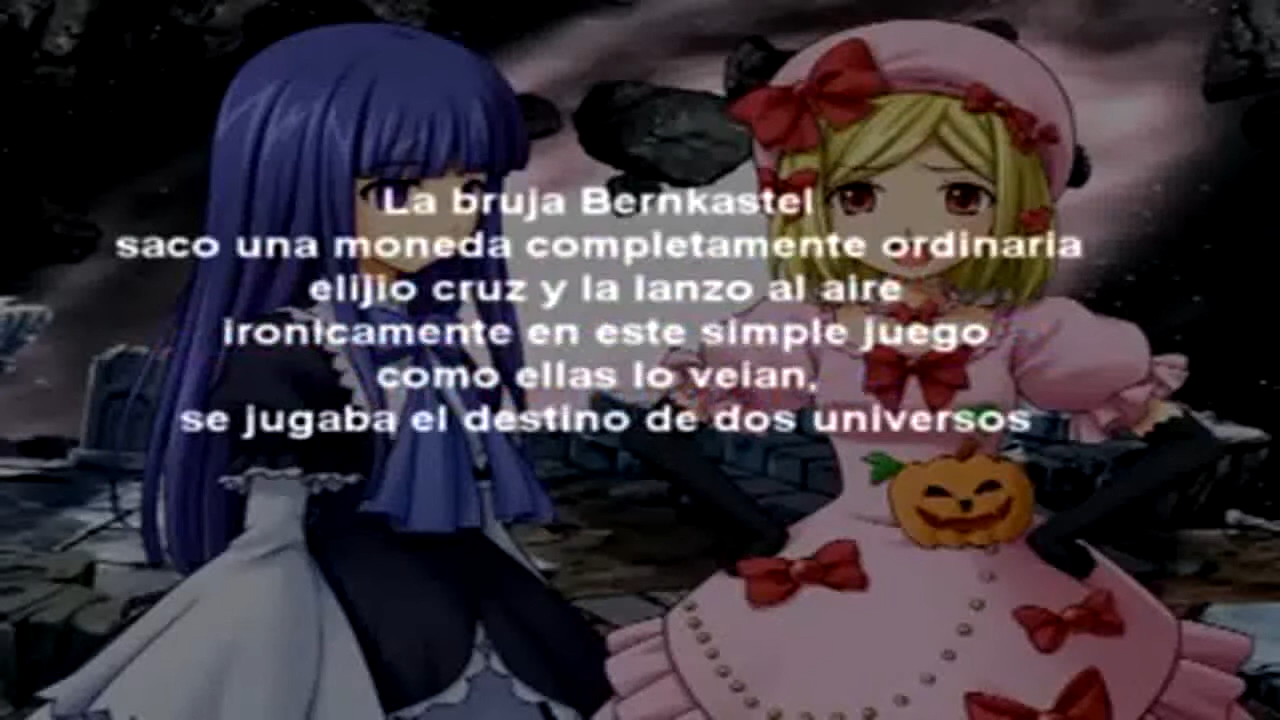 La bruja Bernkastel
saco una moneda completamente ordinaria
elijio cruz y la lanzo al aire
ironicamente en este simple juego
como ellas lo veian,
se jugaba el destino de dos universos